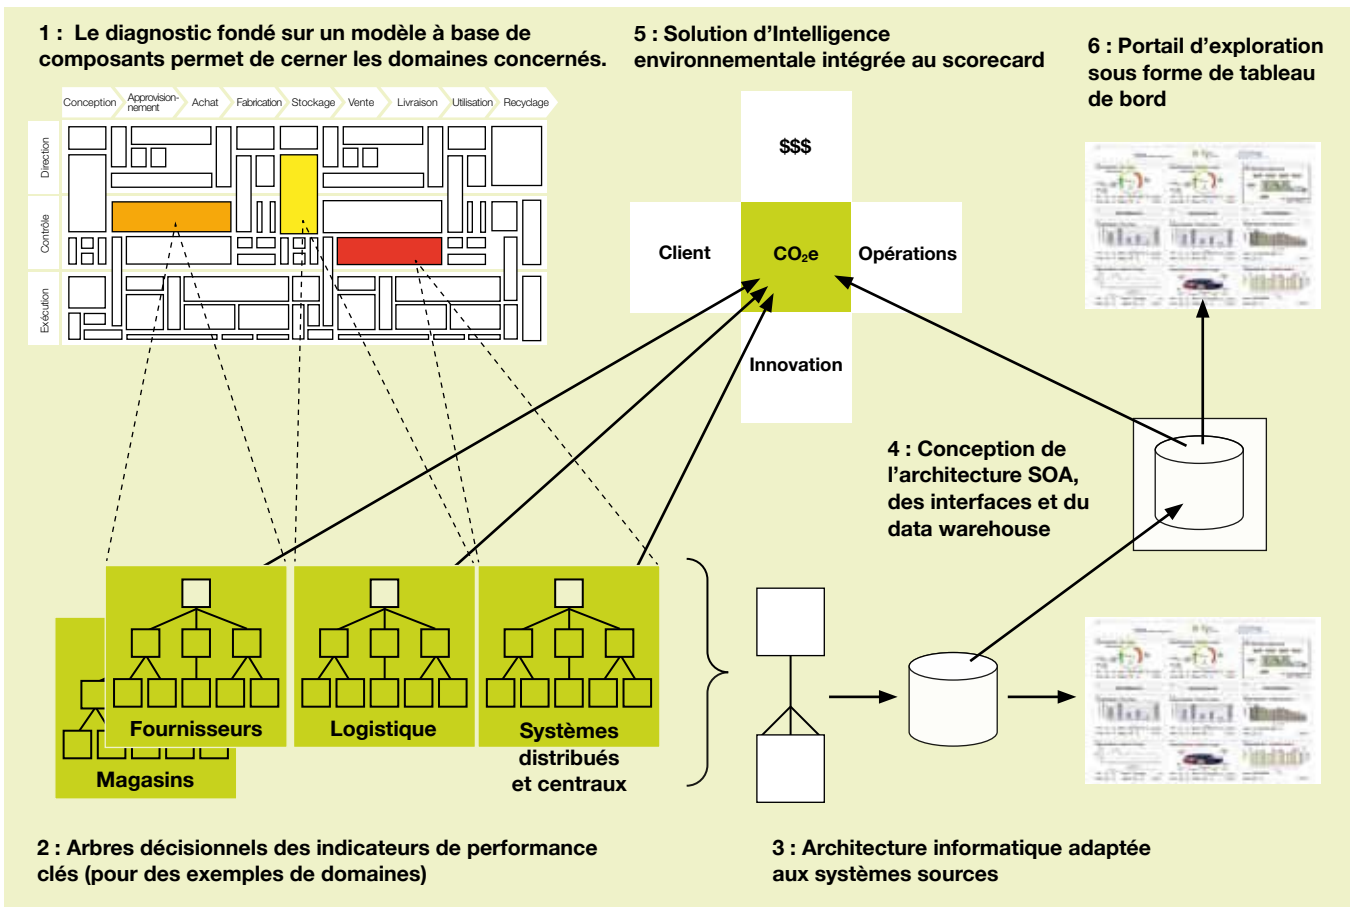 1 : Le diagnostic fondé sur un modèle à base de
composants permet de cerner les domaines concernés.
Conception
Approvision-
nement
Achat
Fabrication
Stockage
Vente
Livraison
Utilisation
Recyclage
Direction
Contrôle
Exécution
5 : Solution d’Intelligence
environnementale intégrée au scorecard
$$$
Client
CO₂e
Opérations
Innovation
6 : Portail d’exploration
sous forme de tableau
de bord
4 : Conception de
l’architecture SOA,
des interfaces et du
data warehouse
Fournisseurs
Logistique
Systèmes
distribués
et centraux
Magasins
2 : Arbres décisionnels des indicateurs de performance
clés (pour des exemples de domaines)
3 : Architecture informatique adaptée
aux systèmes sources